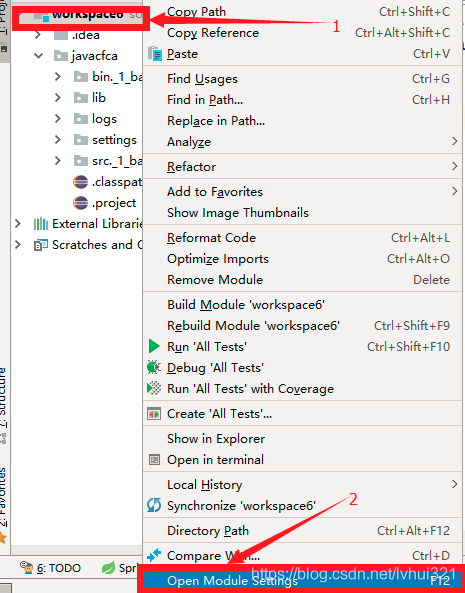 1: Pro
workspace6
.idea
javacfca
bin._1_ba
lib
logs
settings
src._1_ba
.classpat
.project
External Librarie
Scratches and C
7: Structure
2: Favorites
6: TODO
Spri
1
Copy Path Ctrl+Shift+C
Copy Reference Ctrl+Alt+Shift+C
Paste Ctrl+V
Find Usages Ctrl+G
Find in Path... Ctrl+H
Replace in Path...
Analyze
Refactor
Add to Favorites
Show Image Thumbnails
Reformat Code Ctrl+Alt+L
Optimize Imports Ctrl+Alt+O
Remove Module Delete
Build Module 'workspace6'
Rebuild Module 'workspace6' Ctrl+Shift+F9
Run 'All Tests' Ctrl+Shift+F10
Debug 'All Tests'
Run 'All Tests' with Coverage
Create 'All Tests'...
Show in Explorer
Open in terminal
Local History
Synchronize 'workspace6'
2
Directory Path Ctrl+Alt+F12
Compare W... Ctrl+D
Open Module Settings F12
https://blog.csdn.net/lvhui321